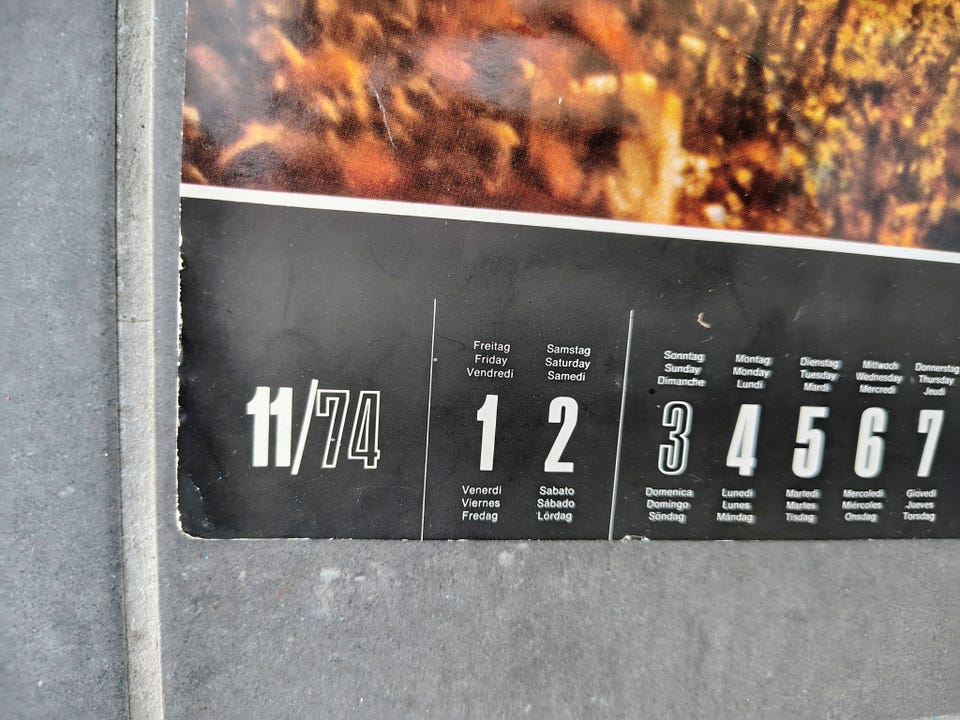 11/74
Freitag Samstag Sonntag Montag Dienstag Mittwoch Donnerstag
Friday Saturday Sunday Monday Tuesday Wednesday Thursday
Vendredi Samedi Dimanche Lundi Mardi Mercredi Jeudi
1 2 3 4 5 6 7
Venerdi Sabato Domenica Lunedi Martedi Mercoledi Giovedi
Viernes Sábado Domingo Lunes Martes Miércoles Jueves
Fredag Lördag Söndag Måndag Tisdag Onsdag Torsdag